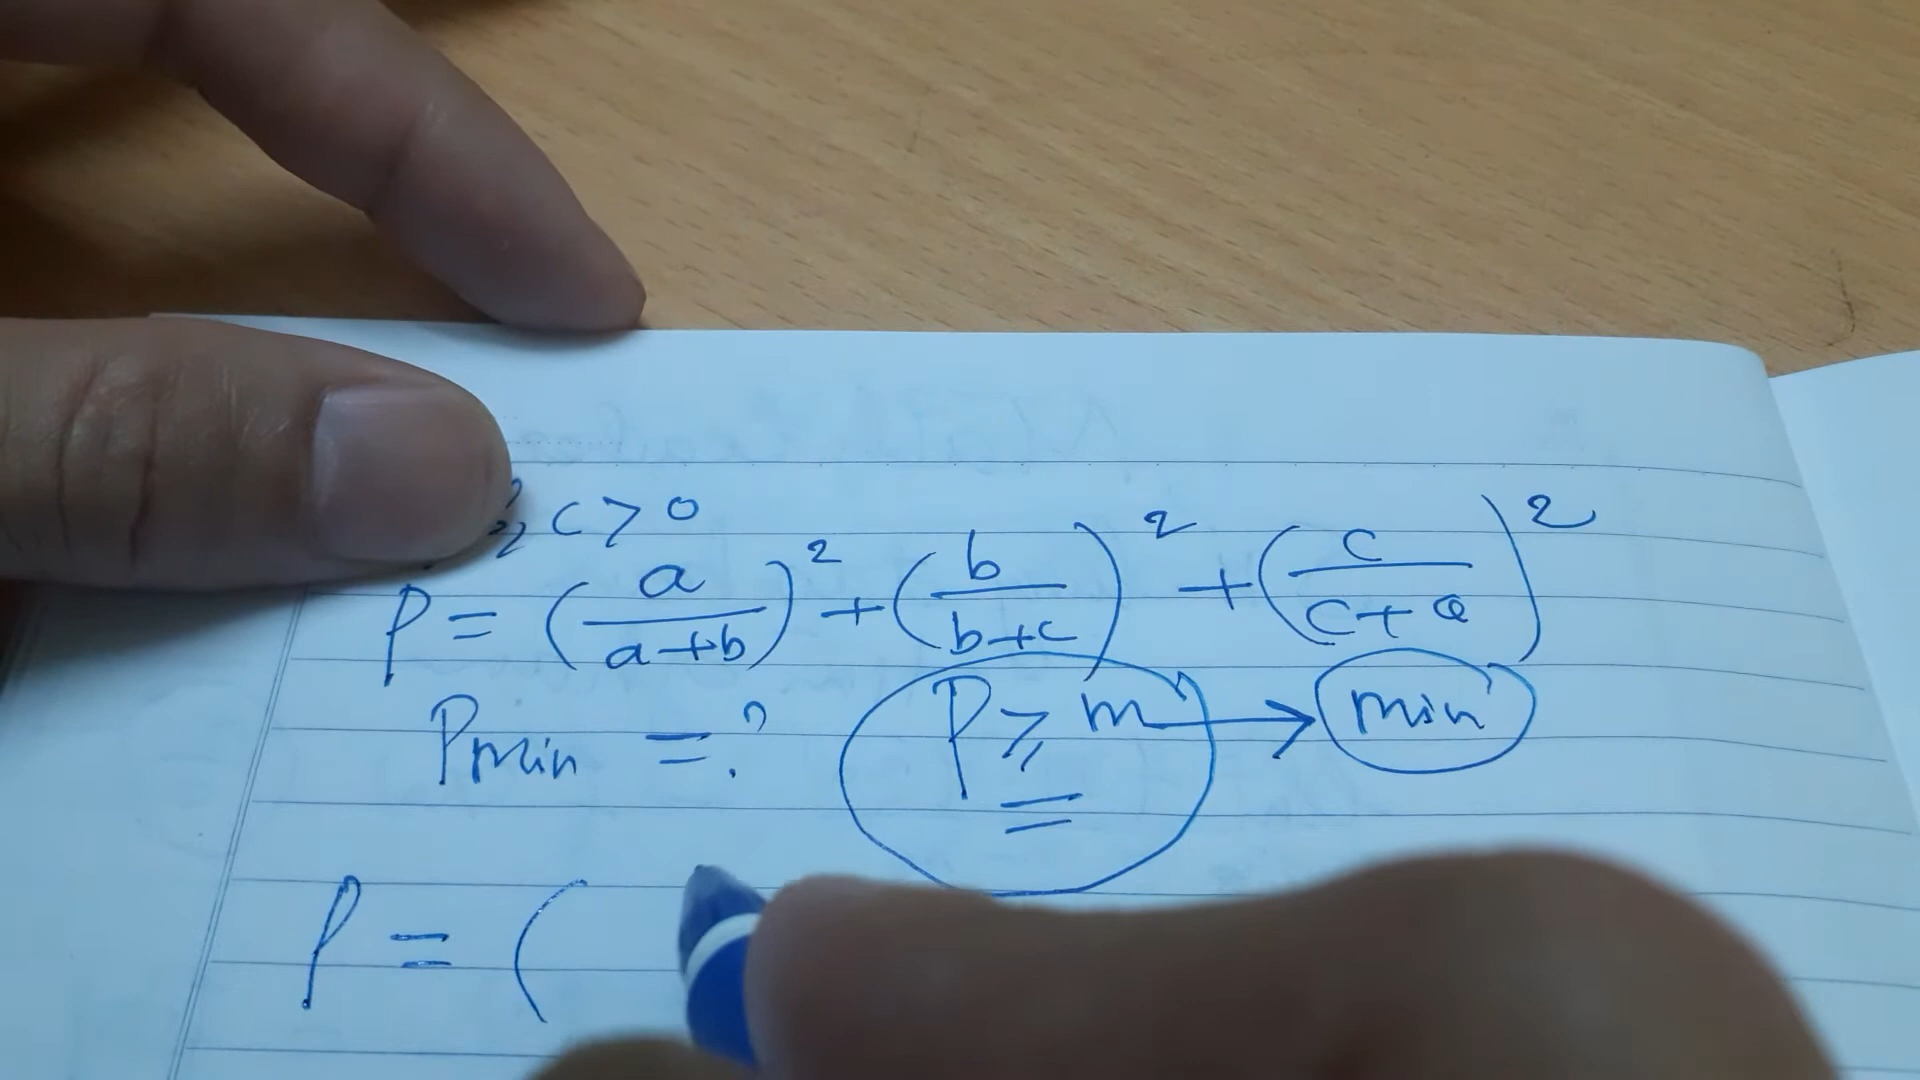 , c > 0
P = (a/(a+b))² + (b/(b+c))² + (c/(c+a))²
Pmin = ? P ≥ m → min
P = (